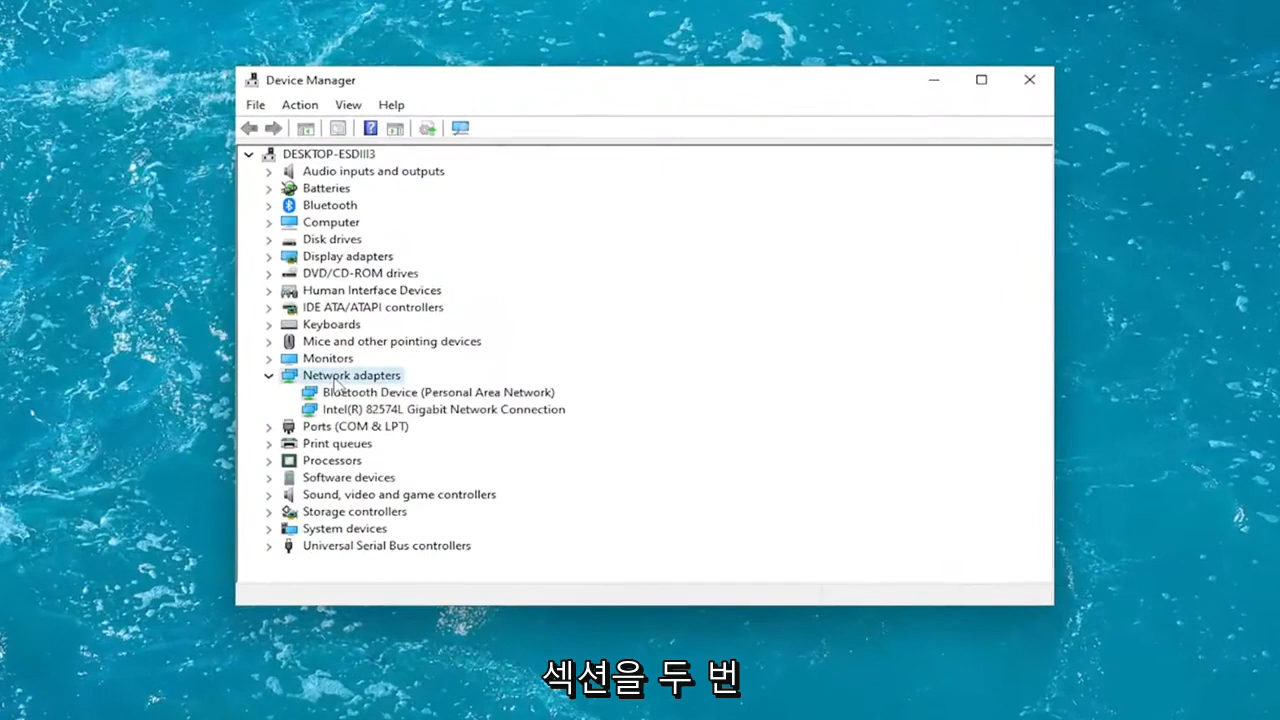 Device Manager
File Action View Help
DESKTOP-ESDIII3
Audio inputs and outputs
Batteries
Bluetooth
Computer
Disk drives
Display adapters
DVD/CD-ROM drives
Human Interface Devices
IDE ATA/ATAPI controllers
Keyboards
Mice and other pointing devices
Monitors
Network adapters
Bluetooth Device (Personal Area Network)
Intel(R) 82574L Gigabit Network Connection
Ports (COM & LPT)
Print queues
Processors
Software devices
Sound, video and game controllers
Storage controllers
System devices
Universal Serial Bus controllers
섹션을 두 번